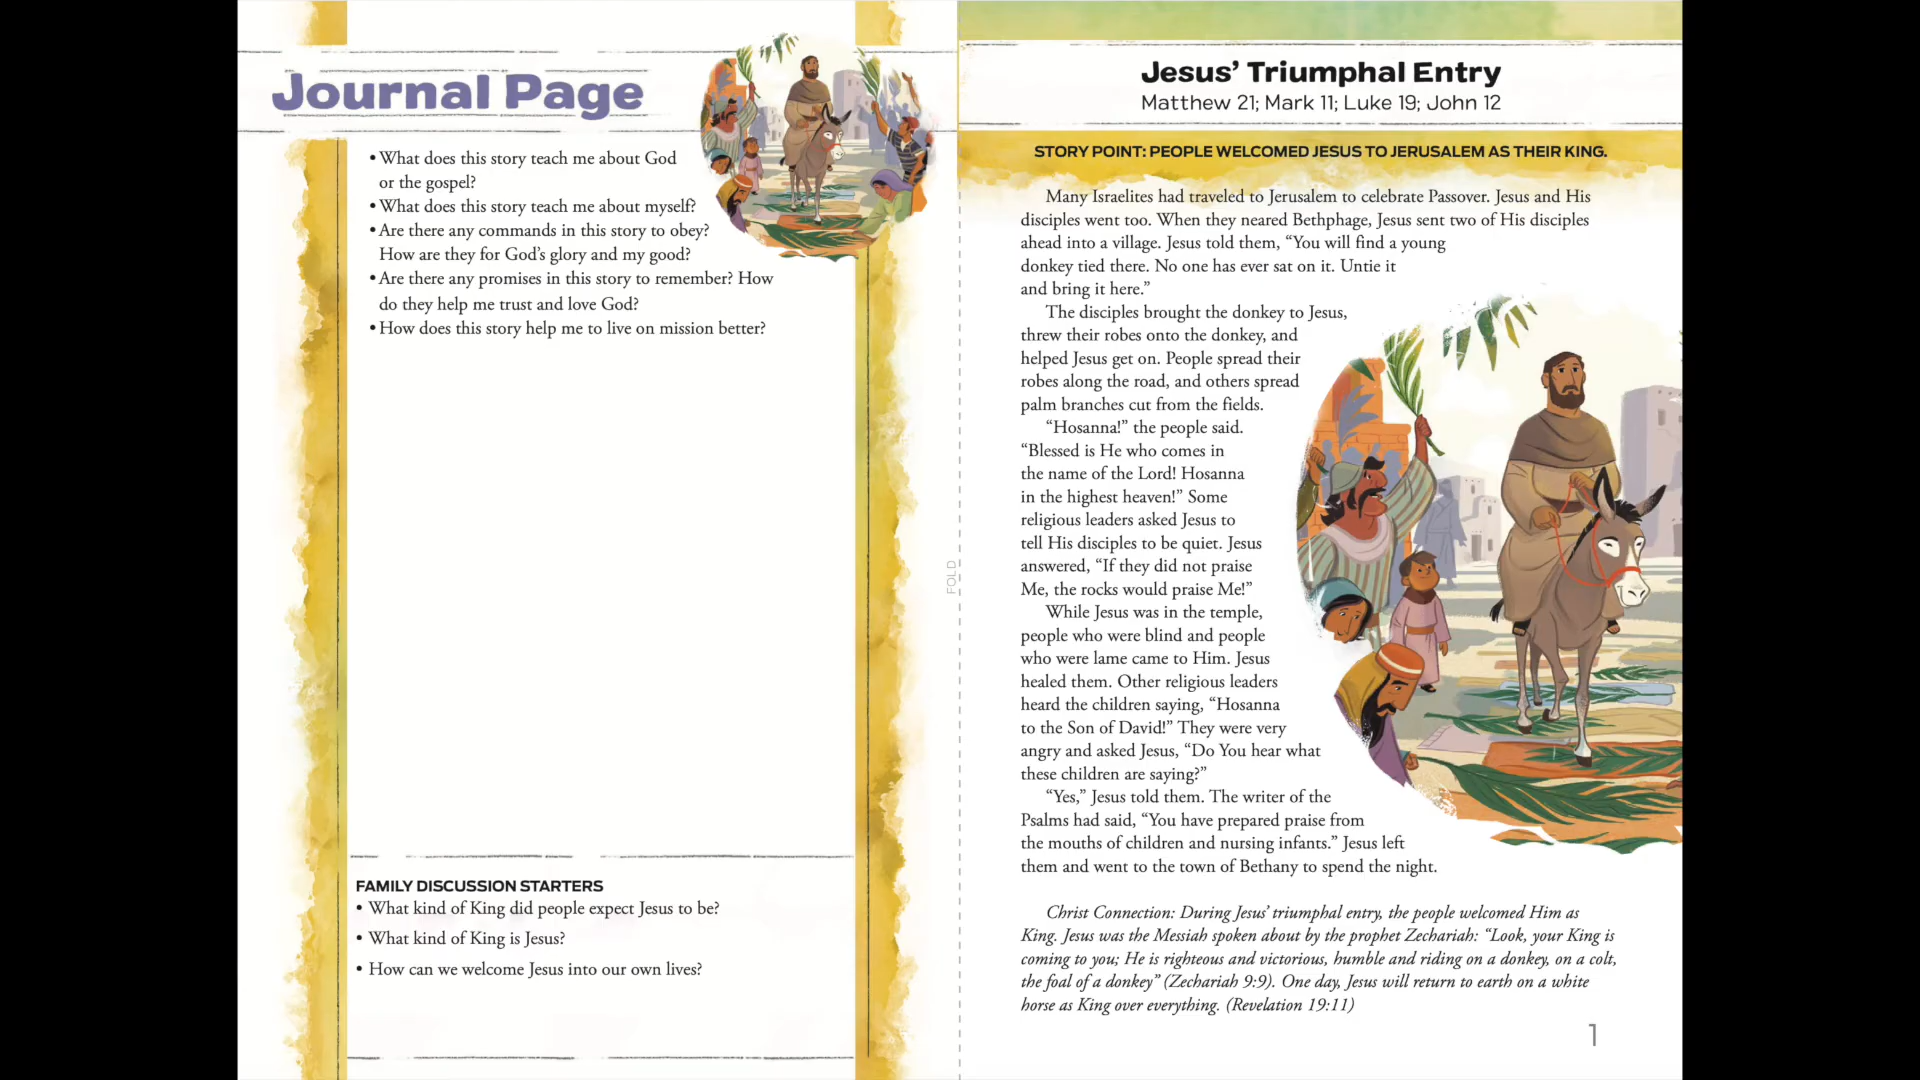 Journal Page
•What does this story teach me about God
or the gospel?
•What does this story teach me about myself?
•Are there any commands in this story to obey?
How are they for God’s glory and my good?
•Are there any promises in this story to remember? How
do they help me trust and love God?
•How does this story help me to live on mission better?
FAMILY DISCUSSION STARTERS
• What kind of King did people expect Jesus to be?
• What kind of King is Jesus?
• How can we welcome Jesus into our own lives?
FOLD
Jesus’ Triumphal Entry
Matthew 21; Mark 11; Luke 19; John 12
STORY POINT: PEOPLE WELCOMED JESUS TO JERUSALEM AS THEIR KING.
Many Israelites had traveled to Jerusalem to celebrate Passover. Jesus and His
disciples went too. When they neared Bethphage, Jesus sent two of His disciples
ahead into a village. Jesus told them, “You will find a young
donkey tied there. No one has ever sat on it. Untie it
and bring it here.”
The disciples brought the donkey to Jesus,
threw their robes onto the donkey, and
helped Jesus get on. People spread their
robes along the road, and others spread
palm branches cut from the fields.
“Hosanna!” the people said.
“Blessed is He who comes in
the name of the Lord! Hosanna
in the highest heaven!” Some
religious leaders asked Jesus to
tell His disciples to be quiet. Jesus
answered, “If they did not praise
Me, the rocks would praise Me!”
While Jesus was in the temple,
people who were blind and people
who were lame came to Him. Jesus
healed them. Other religious leaders
heard the children saying, “Hosanna
to the Son of David!” They were very
angry and asked Jesus, “Do You hear what
these children are saying?”
“Yes,” Jesus told them. The writer of the
Psalms had said, “You have prepared praise from
the mouths of children and nursing infants.” Jesus left
them and went to the town of Bethany to spend the night.
Christ Connection: During Jesus’ triumphal entry, the people welcomed Him as
King. Jesus was the Messiah spoken about by the prophet Zechariah: “Look, your King is
coming to you; He is righteous and victorious, humble and riding on a donkey, on a colt,
the foal of a donkey” (Zechariah 9:9). One day, Jesus will return to earth on a white
horse as King over everything. (Revelation 19:11)
1